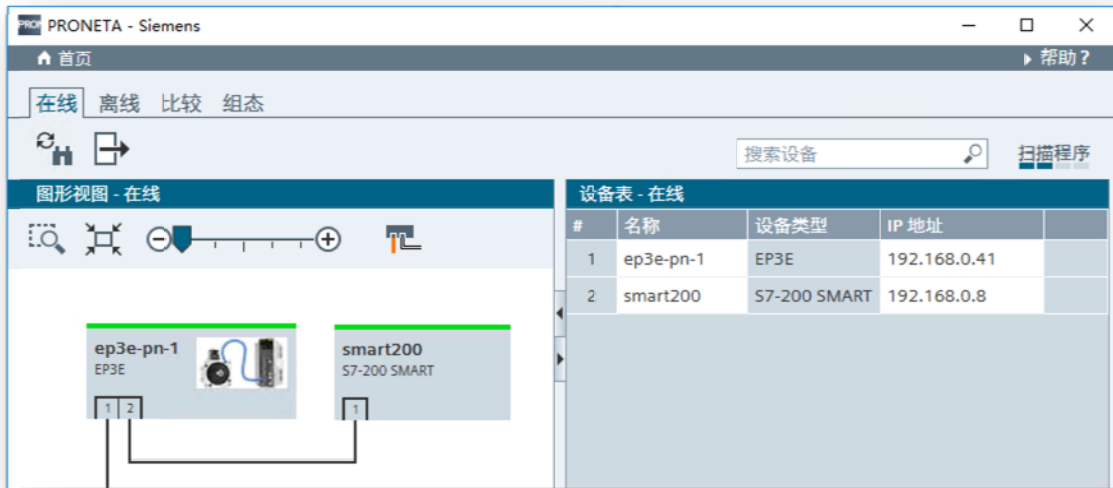 PRONETA - Siemens
首页
帮助？
在线 离线 比较 组态
搜索设备
扫描程序
图形视图 - 在线
设备表 - 在线
# 名称 设备类型 IP 地址
1 ep3e-pn-1 EP3E 192.168.0.41
2 smart200 S7-200 SMART 192.168.0.8
ep3e-pn-1
EP3E
1 2
smart200
S7-200 SMART
1